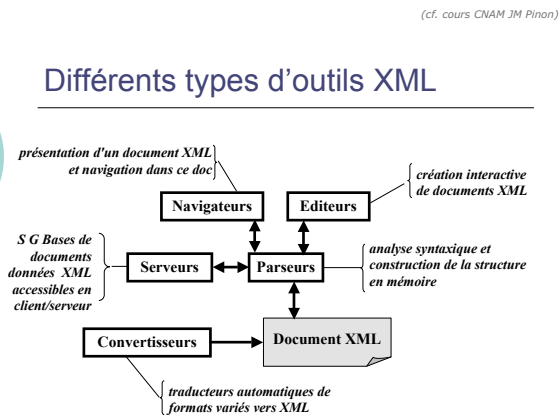 (cf. cours CNAM JM Pinon)
Différents types d'outils XML
présentation d'un document XML
et navigation dans ce doc
création interactive
de documents XML
Navigateurs
Editeurs
S G Bases de
documents
données XML
accessibles en
client/serveur
Serveurs
Parseurs
analyse syntaxique et
construction de la structure
en mémoire
Convertisseurs
Document XML
traducteurs automatiques de
formats variés vers XML